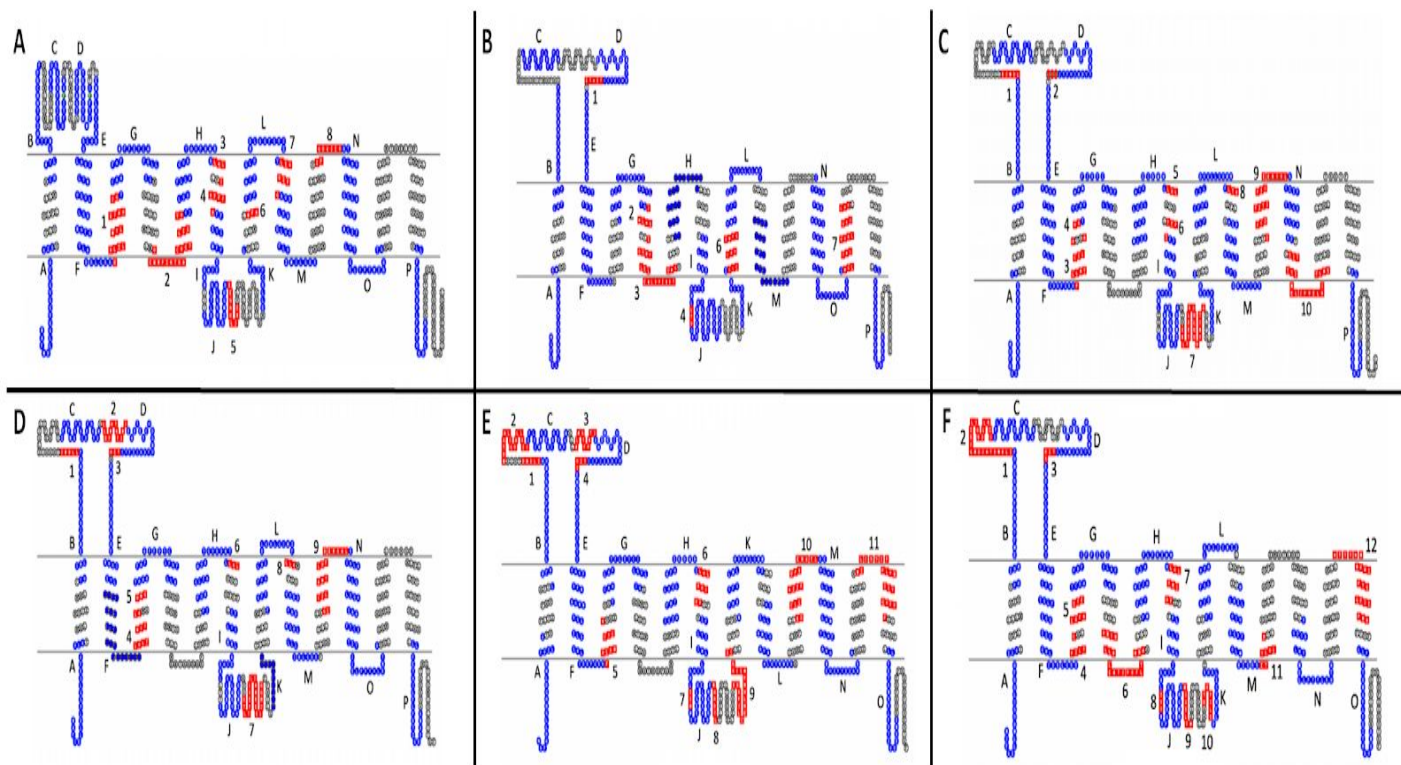 A
C D
B E G H 3 L 7 8 N
4
1 6
A F 2 I K M O P
J 5
B
C D
1
E
B G H L N
2
6 7
A F 3 I M O
4 K P
J
C
C D
1 2
B E G H 5 L 8 9 N
4 6
3 I
A F M 10 P
K
J 7
D
C 2 D
1 3
B E G H 6 L 8 9 N
5
4 I
A F K M O P
J 7
E
2 C 3 D
1 4
B E G H 6 K 10 M 11
I
A F 5 L N O
7 9
J 8
F
2 C D
1 3
B E G H L 12
7
5
I
A F 4 6 M 11 N O
8 K
J 9 10